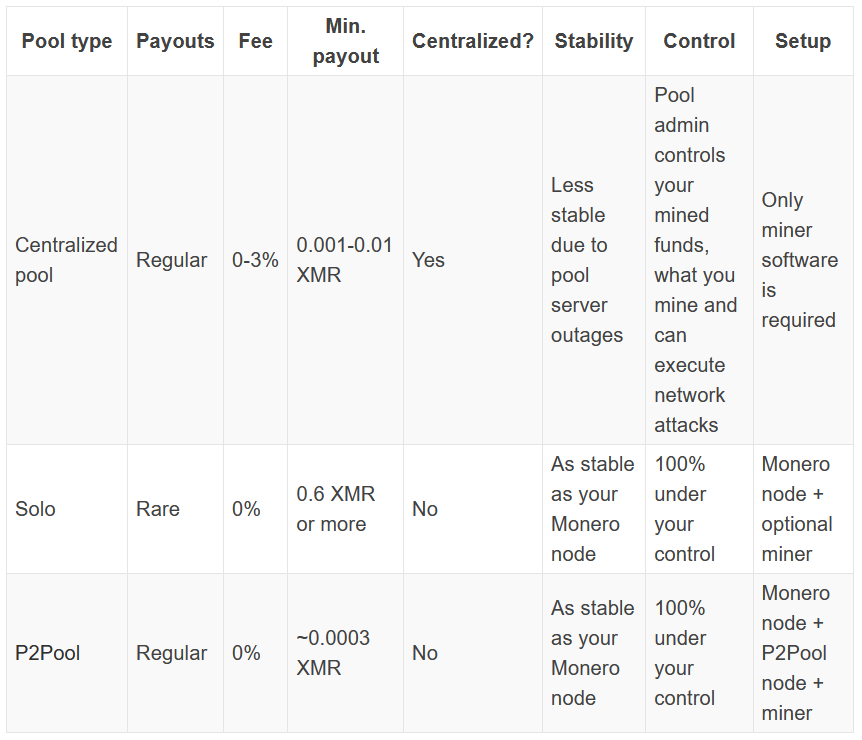 Pool type
Payouts
Fee
Min.
payout
Centralized?
Stability
Control
Setup
Centralized
pool
Regular
0-3%
0.001-0.01
XMR
Yes
Less
stable
due to
pool
server
outages
Pool
admin
controls
your
mined
funds,
what you
mine and
can
execute
network
attacks
Only
miner
software
is
required
Solo
Rare
0%
0.6 XMR
or more
No
As stable
as your
Monero
node
100%
under
your
control
Monero
node +
optional
miner
P2Pool
Regular
0%
~0.0003
XMR
No
As stable
as your
Monero
node
100%
under
your
control
Monero
node +
P2Pool
node +
miner